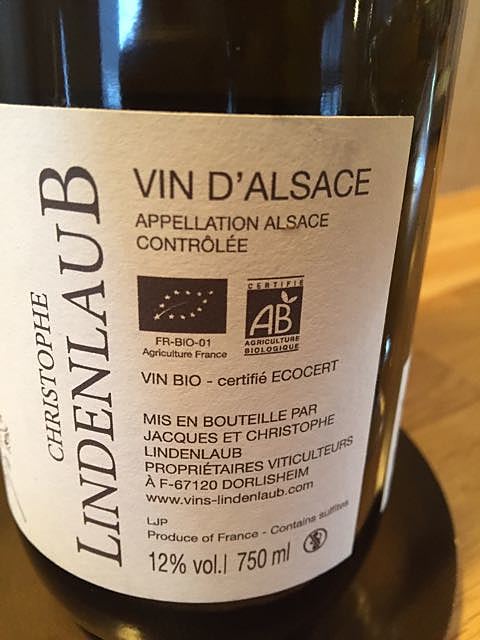 CHRISTOPHE
LINDENLAUB
VIN D'ALSACE
APPELLATION ALSACE
CONTRÔLÉE
FR-BIO-01
Agriculture France
CERTIFIÉ
AB
AGRICULTURE
BIOLOGIQUE
VIN BIO - certifié ECOCERT
MIS EN BOUTEILLE PAR
JACQUES ET CHRISTOPHE
LINDENLAUB
PROPRIÉTAIRES VITICULTEURS
À F-67120 DORLISHEIM
www.vins-lindenlaub.com
LJP
Produce of France - Contains sulfites
12% vol.| 750 ml